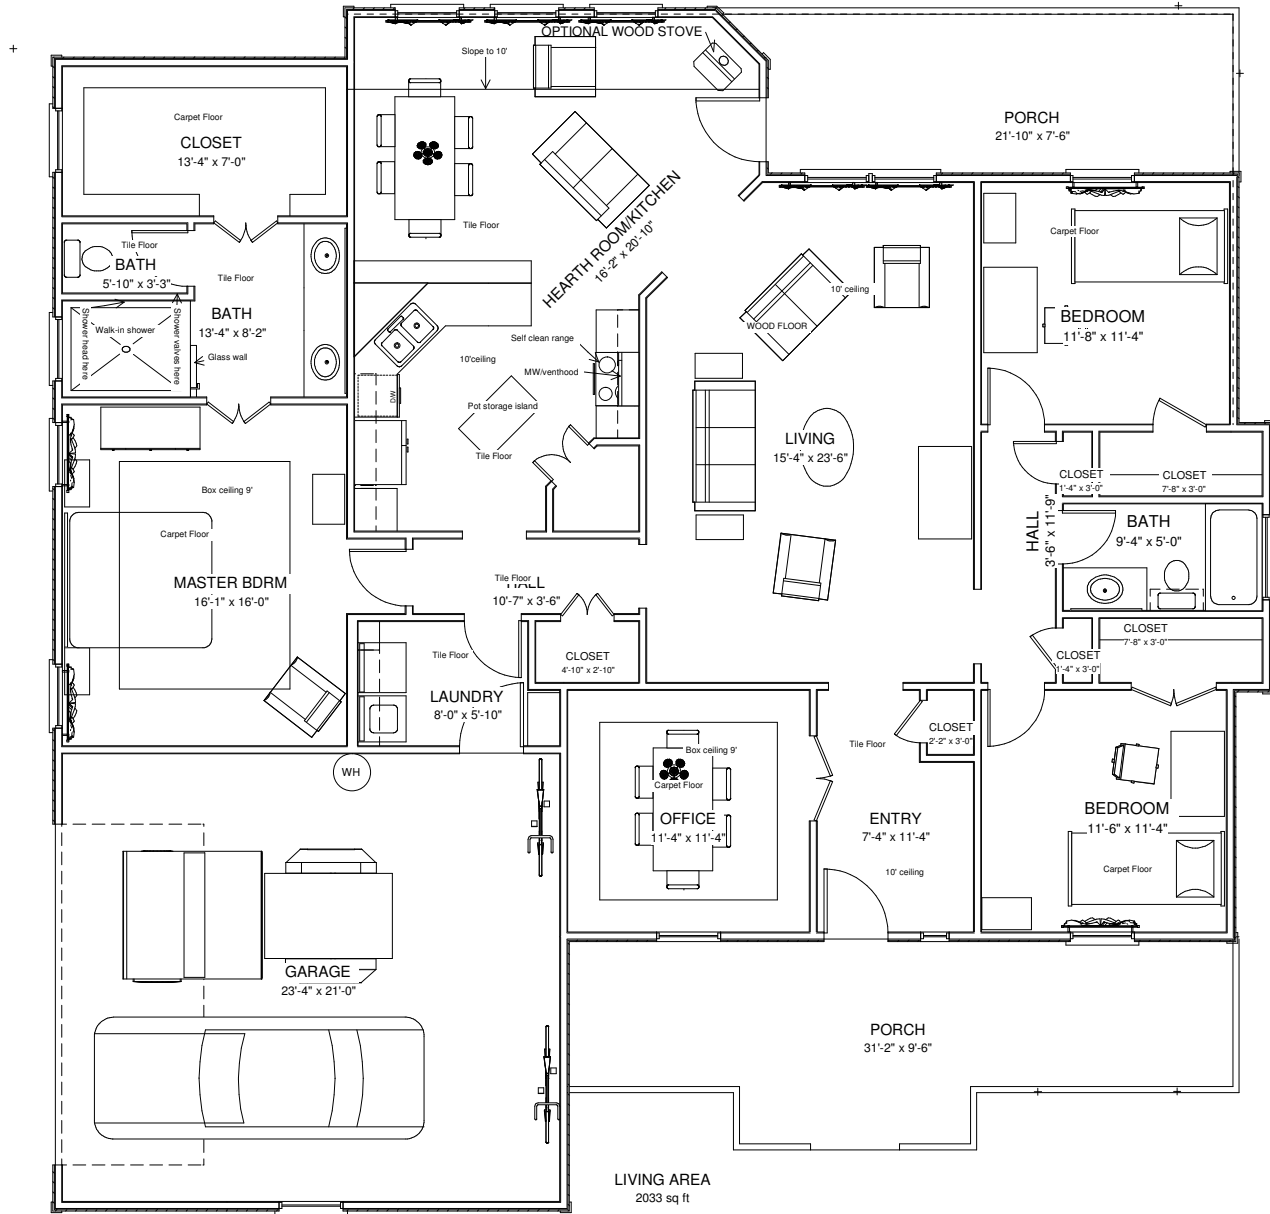 OPTIONAL WOOD STOVE
Slope to 10'
PORCH
21'-10" x 7'-6"
Carpet Floor
CLOSET
13'-4" x 7'-0"
Tile Floor
HEARTH ROOM/KITCHEN
16'-2" x 20'-10"
Carpet Floor
BEDROOM
11'-8" x 11'-4"
Tile Floor
BATH
5'-10" x 3'-3"
Tile Floor
BATH
13'-4" x 8'-2"
Shower head here
Walk-in shower
Shower valves here
Glass wall
10' ceiling
WOOD FLOOR
Self clean range
MW/venthood
10'ceiling
DW
Pot storage island
Tile Floor
LIVING
15'-4" x 23'-6"
CLOSET
1'-4" x 3'-0"
CLOSET
7'-8" x 3'-0"
Box ceiling 9'
Carpet Floor
MASTER BDRM
16'-1" x 16'-0"
HALL
3'-6" x 11'-9"
BATH
9'-4" x 5'-0"
Tile Floor
HALL
10'-7" x 3'-6"
CLOSET
7'-8" x 3'-0"
CLOSET
1'-4" x 3'-0"
Tile Floor
CLOSET
4'-10" x 2'-10"
LAUNDRY
8'-0" x 5'-10"
CLOSET
2'-2" x 3'-0"
Tile Floor
WH
Box ceiling 9'
Carpet Floor
OFFICE
11'-4" x 11'-4"
ENTRY
7'-4" x 11'-4"
10' ceiling
BEDROOM
11'-6" x 11'-4"
Carpet Floor
GARAGE
23'-4" x 21'-0"
PORCH
31'-2" x 9'-6"
LIVING AREA
2033 sq ft